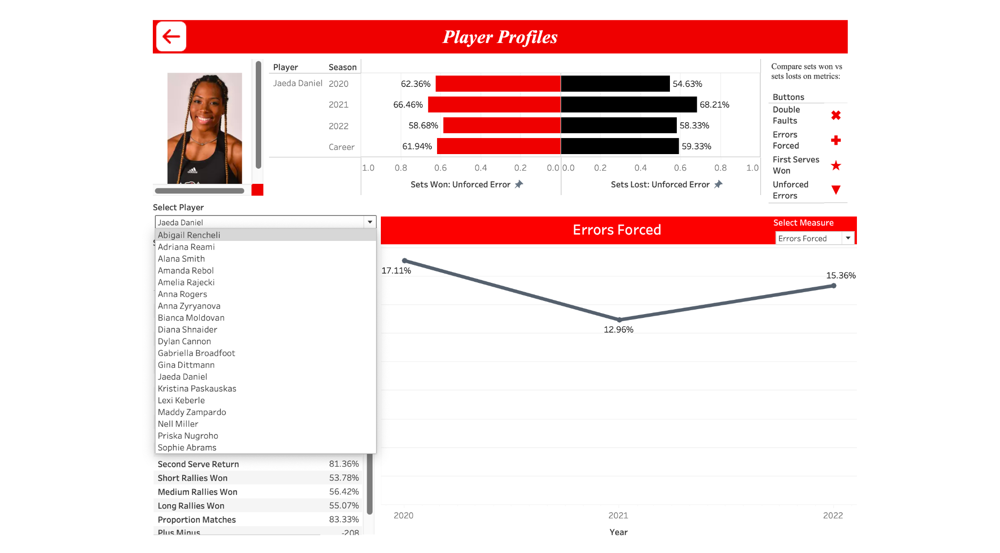 Player Profiles
Player Season
Jaeda Daniel 2020 62.36% 54.63%
2021 66.46% 68.21%
2022 58.68% 58.33%
Career 61.94% 59.33%
1.0 0.8 0.6 0.4 0.2 0.0 0.0 0.2 0.4 0.6 0.8 1.0
Sets Won: Unforced Error Sets Lost: Unforced Error
Compare sets won vs
sets losts on metrics:
Buttons
Double
Faults
Errors
Forced
First Serves
Won
Unforced
Errors
adidas
Select Player
Jaeda Daniel
Abigail Rencheli
Adriana Reami
Alana Smith
Amanda Rebol
Amelia Rajecki
Anna Rogers
Anna Zyryanova
Bianca Moldovan
Diana Shnaider
Dylan Cannon
Gabriella Broadfoot
Gina Dittmann
Jaeda Daniel
Kristina Paskauskas
Lexi Keberle
Maddy Zampardo
Nell Miller
Priska Nugroho
Sophie Abrams
Second Serve Return 81.36%
Short Rallies Won 53.78%
Medium Rallies Won 56.42%
Long Rallies Won 55.07%
Proportion Matches 83.33%
Plus Minus -208
Errors Forced
Select Measure
Errors Forced
17.11%
12.96%
15.36%
2020 2021 2022
Year